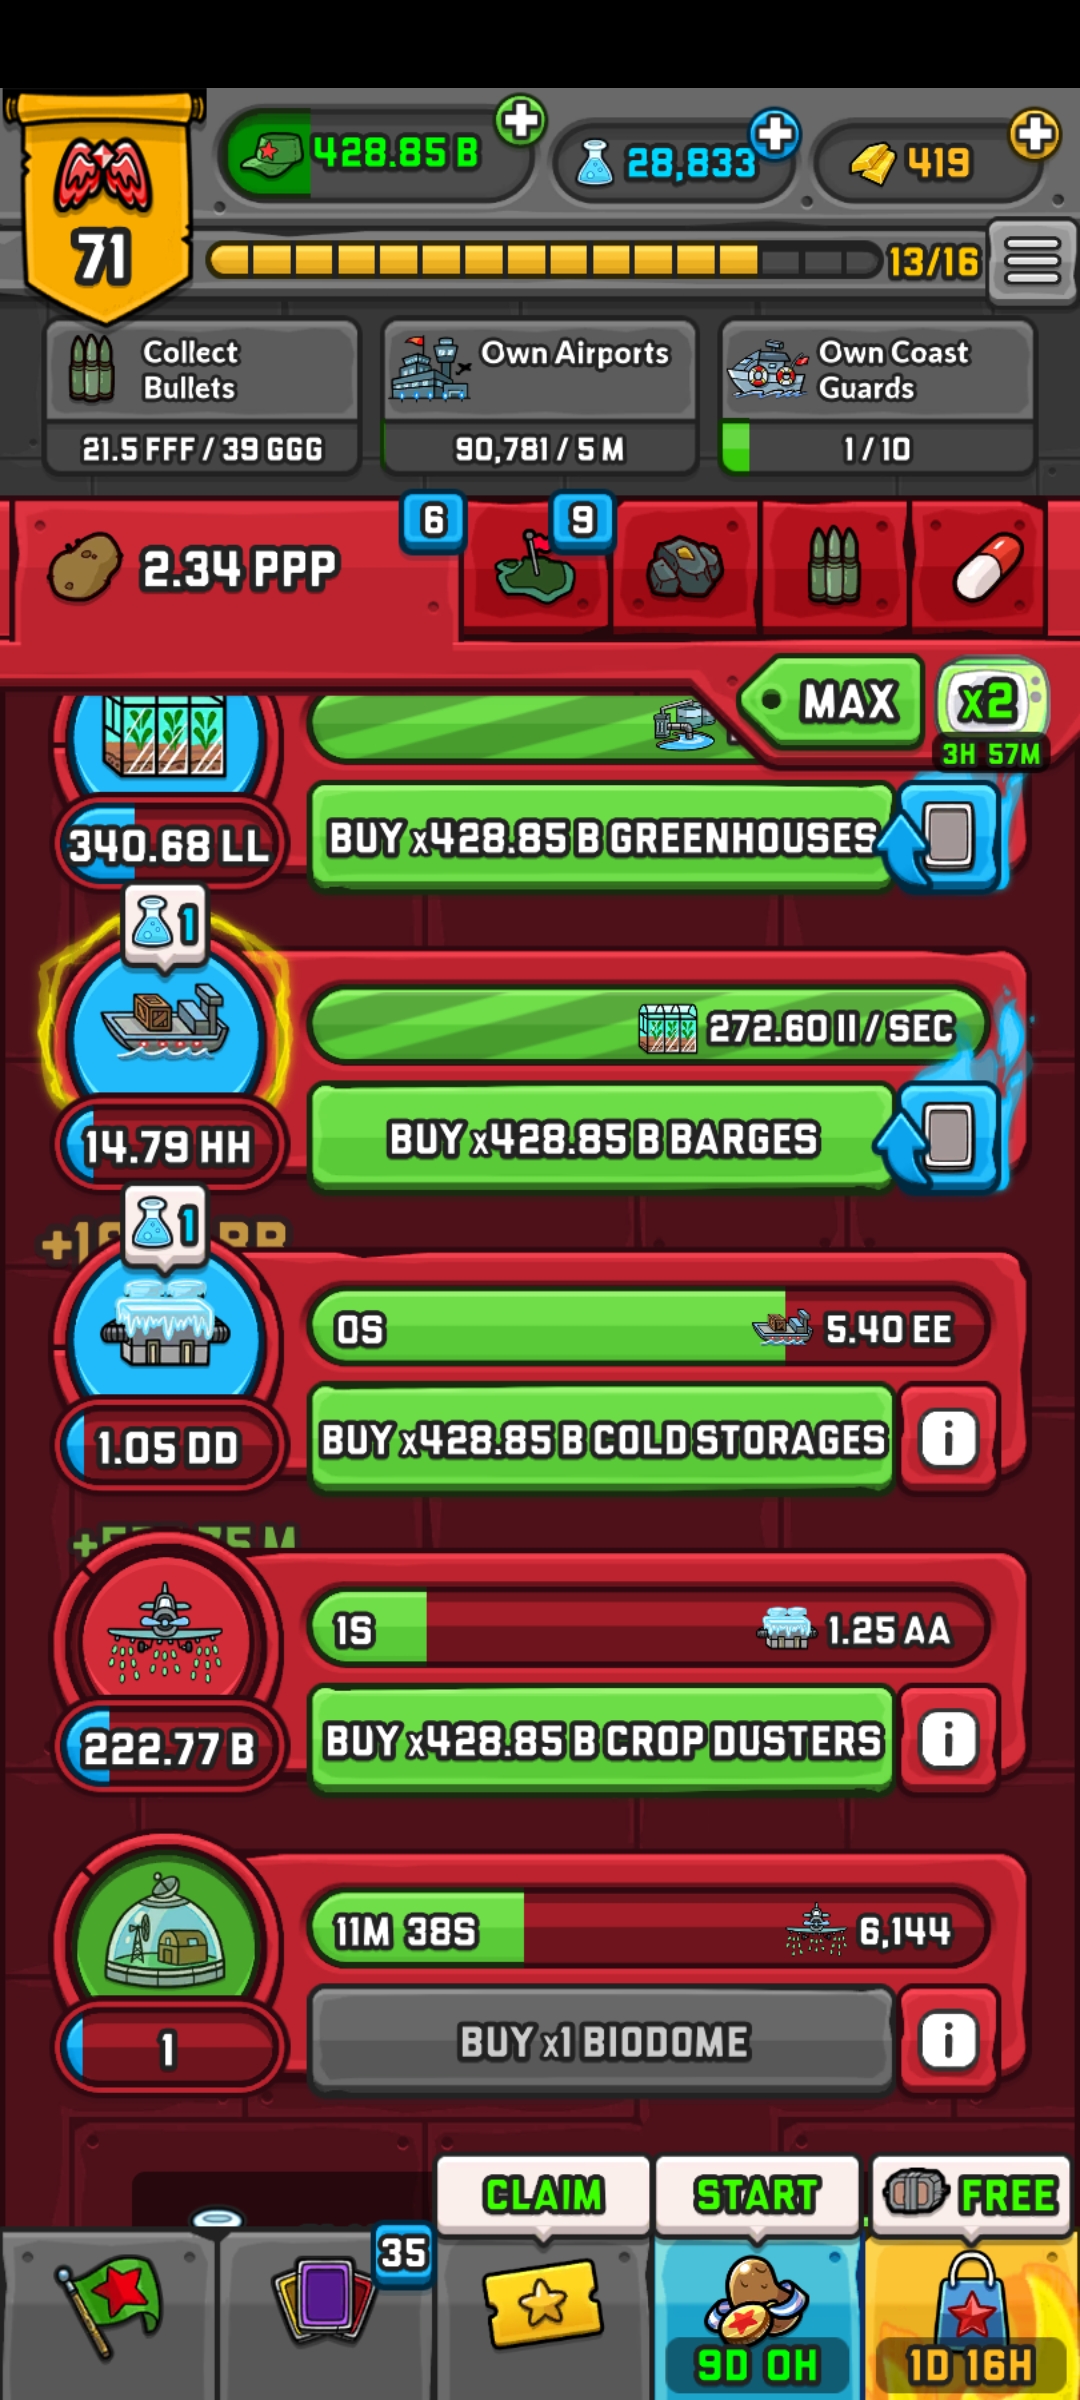 428.85 B
28,833
419
71
13/16
Collect
Bullets
Own Airports
Own Coast
Guards
21.5 FFF / 39 GGG
90,781 / 5 M
1 / 10
6
9
2.34 PPP
MAX
x2
3H 57M
340.68 LL
BUY x428.85 B GREENHOUSES
1
272.60 II / SEC
14.79 HH
BUY x428.85 B BARGES
1
0S
5.40 EE
1.05 DD
BUY x428.85 B COLD STORAGES
i
1S
1.25 AA
222.77 B
BUY x428.85 B CROP DUSTERS
i
11M 38S
6,144
1
BUY x1 BIODOME
i
CLAIM
START
FREE
35
9D 0H
1D 16H